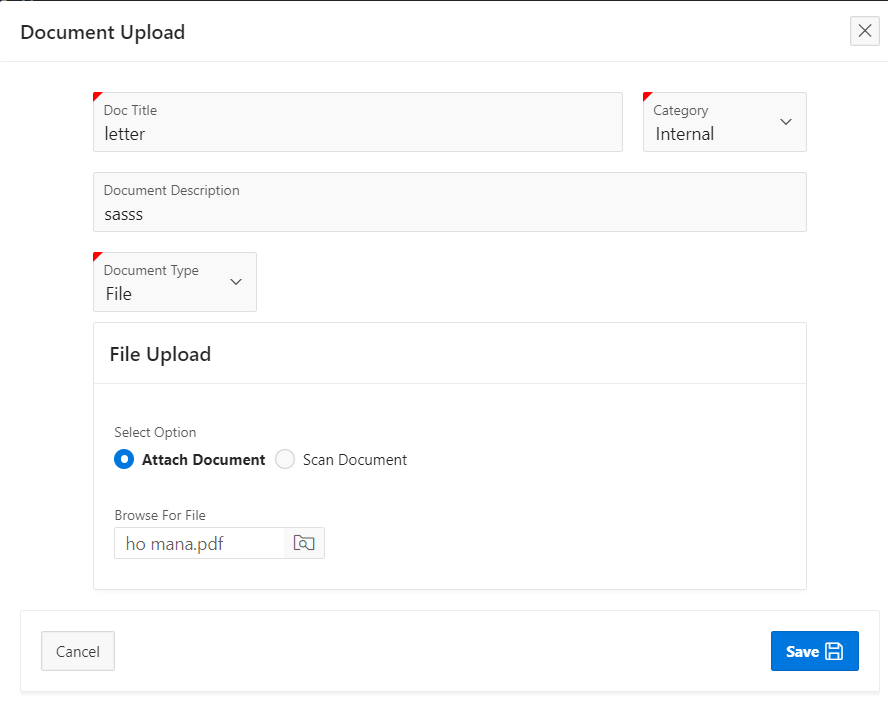 Document Upload
Doc Title
letter
Category
Internal
Document Description
sasss
Document Type
File
File Upload
Select Option
Attach Document
Scan Document
Browse For File
ho mana.pdf
Cancel
Save